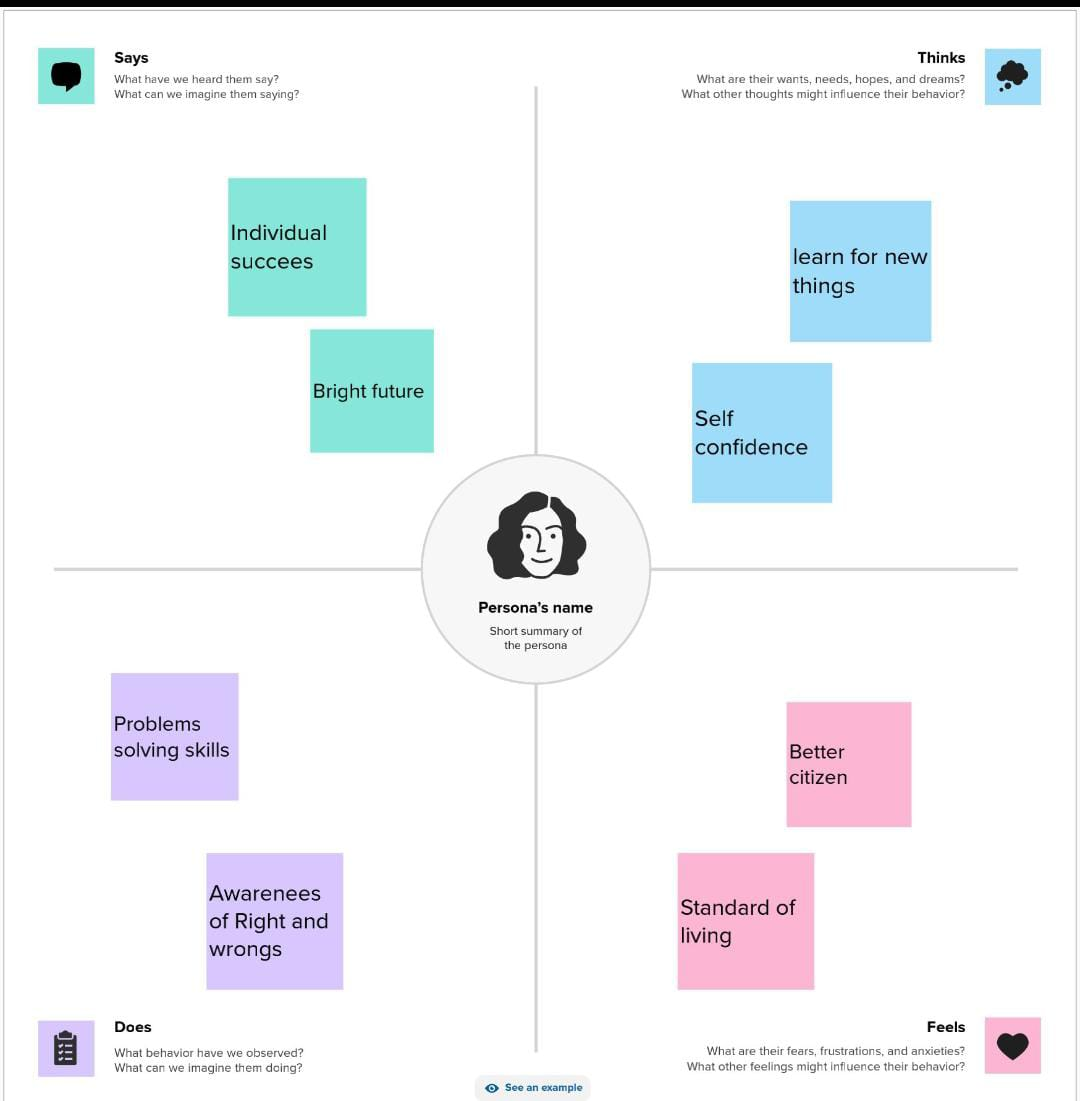 Says
What have we heard them say?
What can we imagine them saying?
Thinks
What are their wants, needs, hopes, and dreams?
What other thoughts might influence their behavior?
Individual
succees
Bright future
learn for new
things
Self
confidence
Persona's name
Short summary of
the persona
Problems
solving skills
Awarenees
of Right and
wrongs
Better
citizen
Standard of
living
Does
What behavior have we observed?
What can we imagine them doing?
Feels
What are their fears, frustrations, and anxieties?
What other feelings might influence their behavior?
See an example